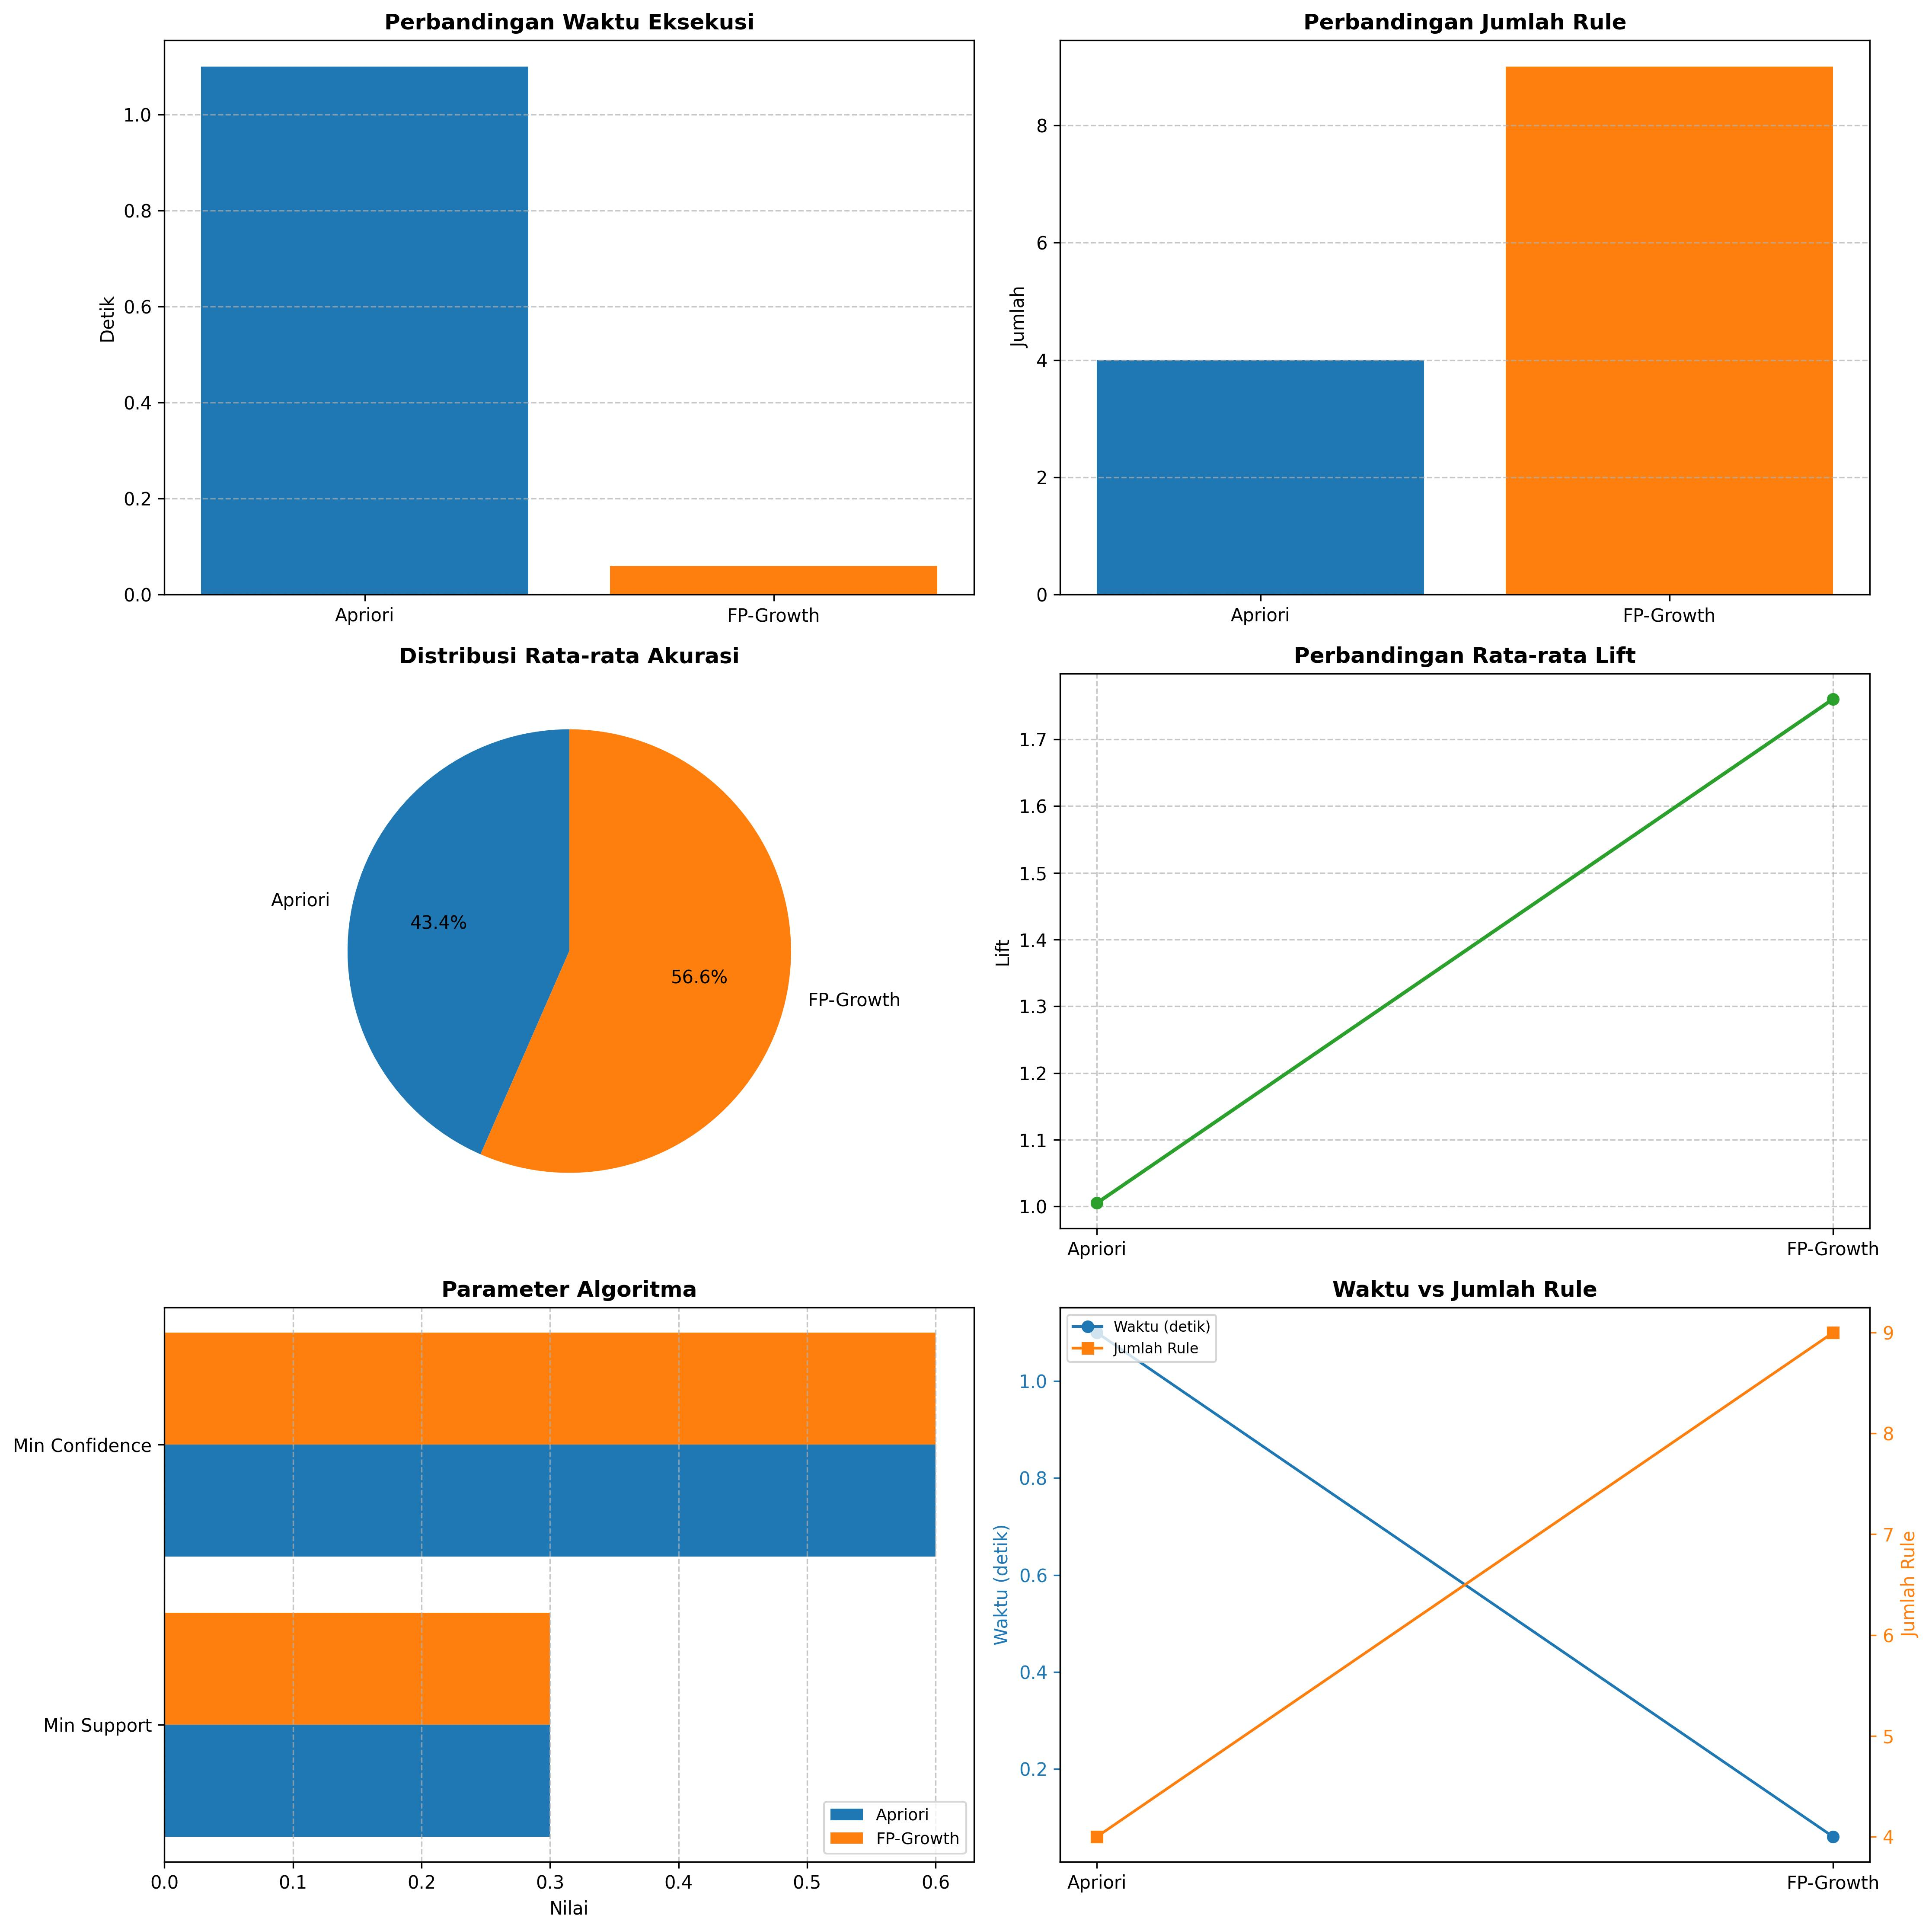 Perbandingan Waktu Eksekusi
Detik
1.0
0.8
0.6
0.4
0.2
0.0
Apriori FP-Growth
Perbandingan Jumlah Rule
Jumlah
8
6
4
2
0
Apriori FP-Growth
Distribusi Rata-rata Akurasi
Apriori
43.4%
56.6%
FP-Growth
Perbandingan Rata-rata Lift
Lift
1.7
1.6
1.5
1.4
1.3
1.2
1.1
1.0
Apriori FP-Growth
Parameter Algoritma
Min Confidence
Min Support
Apriori
FP-Growth
0.0 0.1 0.2 0.3 0.4 0.5 0.6
Nilai
Waktu vs Jumlah Rule
Waktu (detik)
Jumlah Rule
Waktu (detik)
1.0
0.8
0.6
0.4
0.2
9
8
7
6
5
4
Jumlah Rule
Apriori FP-Growth